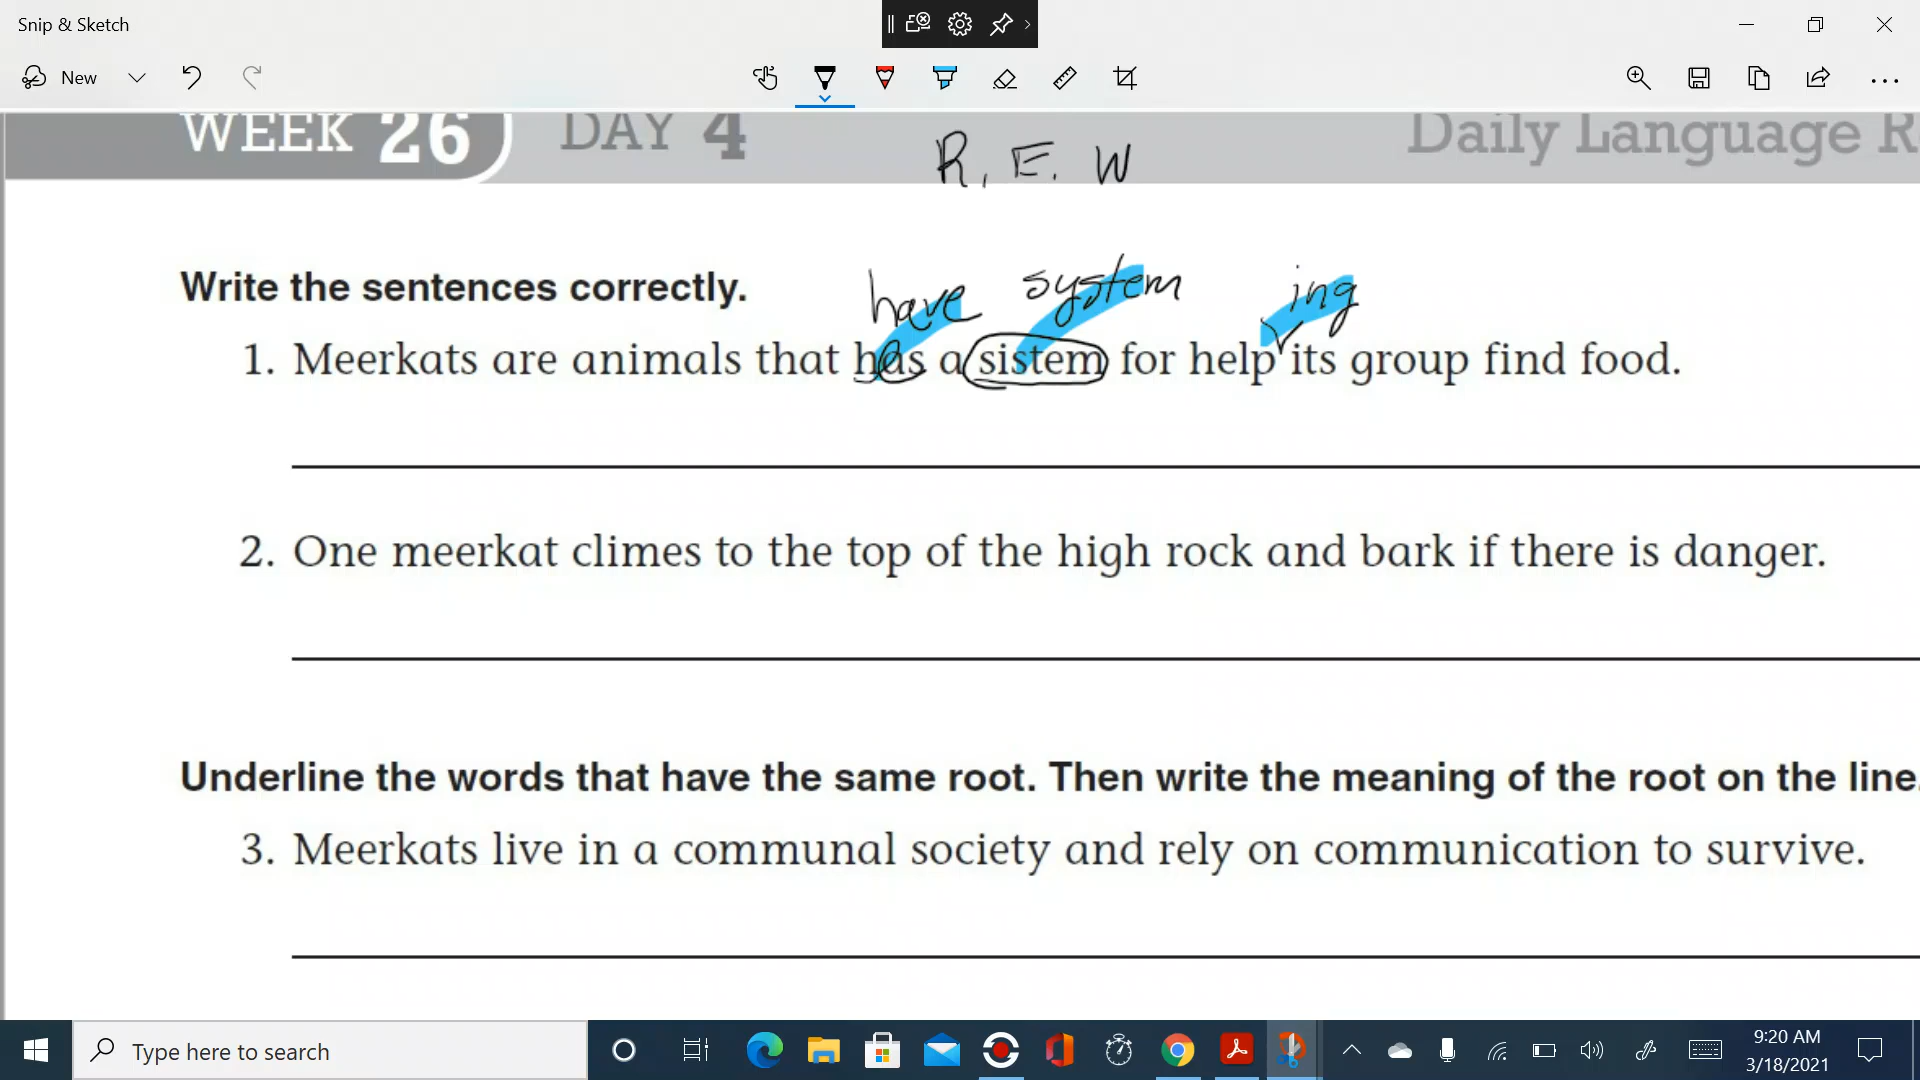 Snip & Sketch
New
WEEK 26 DAY 4 Daily Language R
R. E. W
have system ing
Write the sentences correctly.
1. Meerkats are animals that has a sistem for help its group find food.
2. One meerkat climes to the top of the high rock and bark if there is danger.
Underline the words that have the same root. Then write the meaning of the root on the line.
3. Meerkats live in a communal society and rely on communication to survive.
Type here to search
9:20 AM
3/18/2021